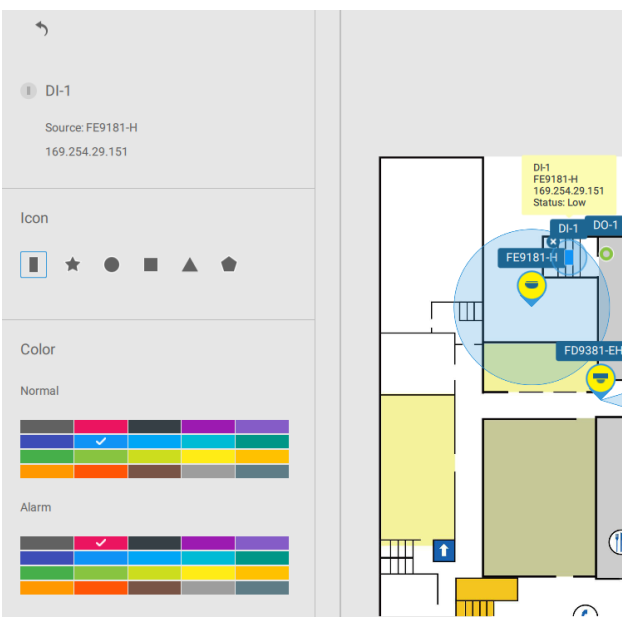 DI-1
Source: FE9181-H
169.254.29.151
Icon
Color
Normal
Alarm
DI-1
FE9181-H
169.254.29.151
Status: Low
DI-1
DO-1
FE9181-H
FD9381-EH